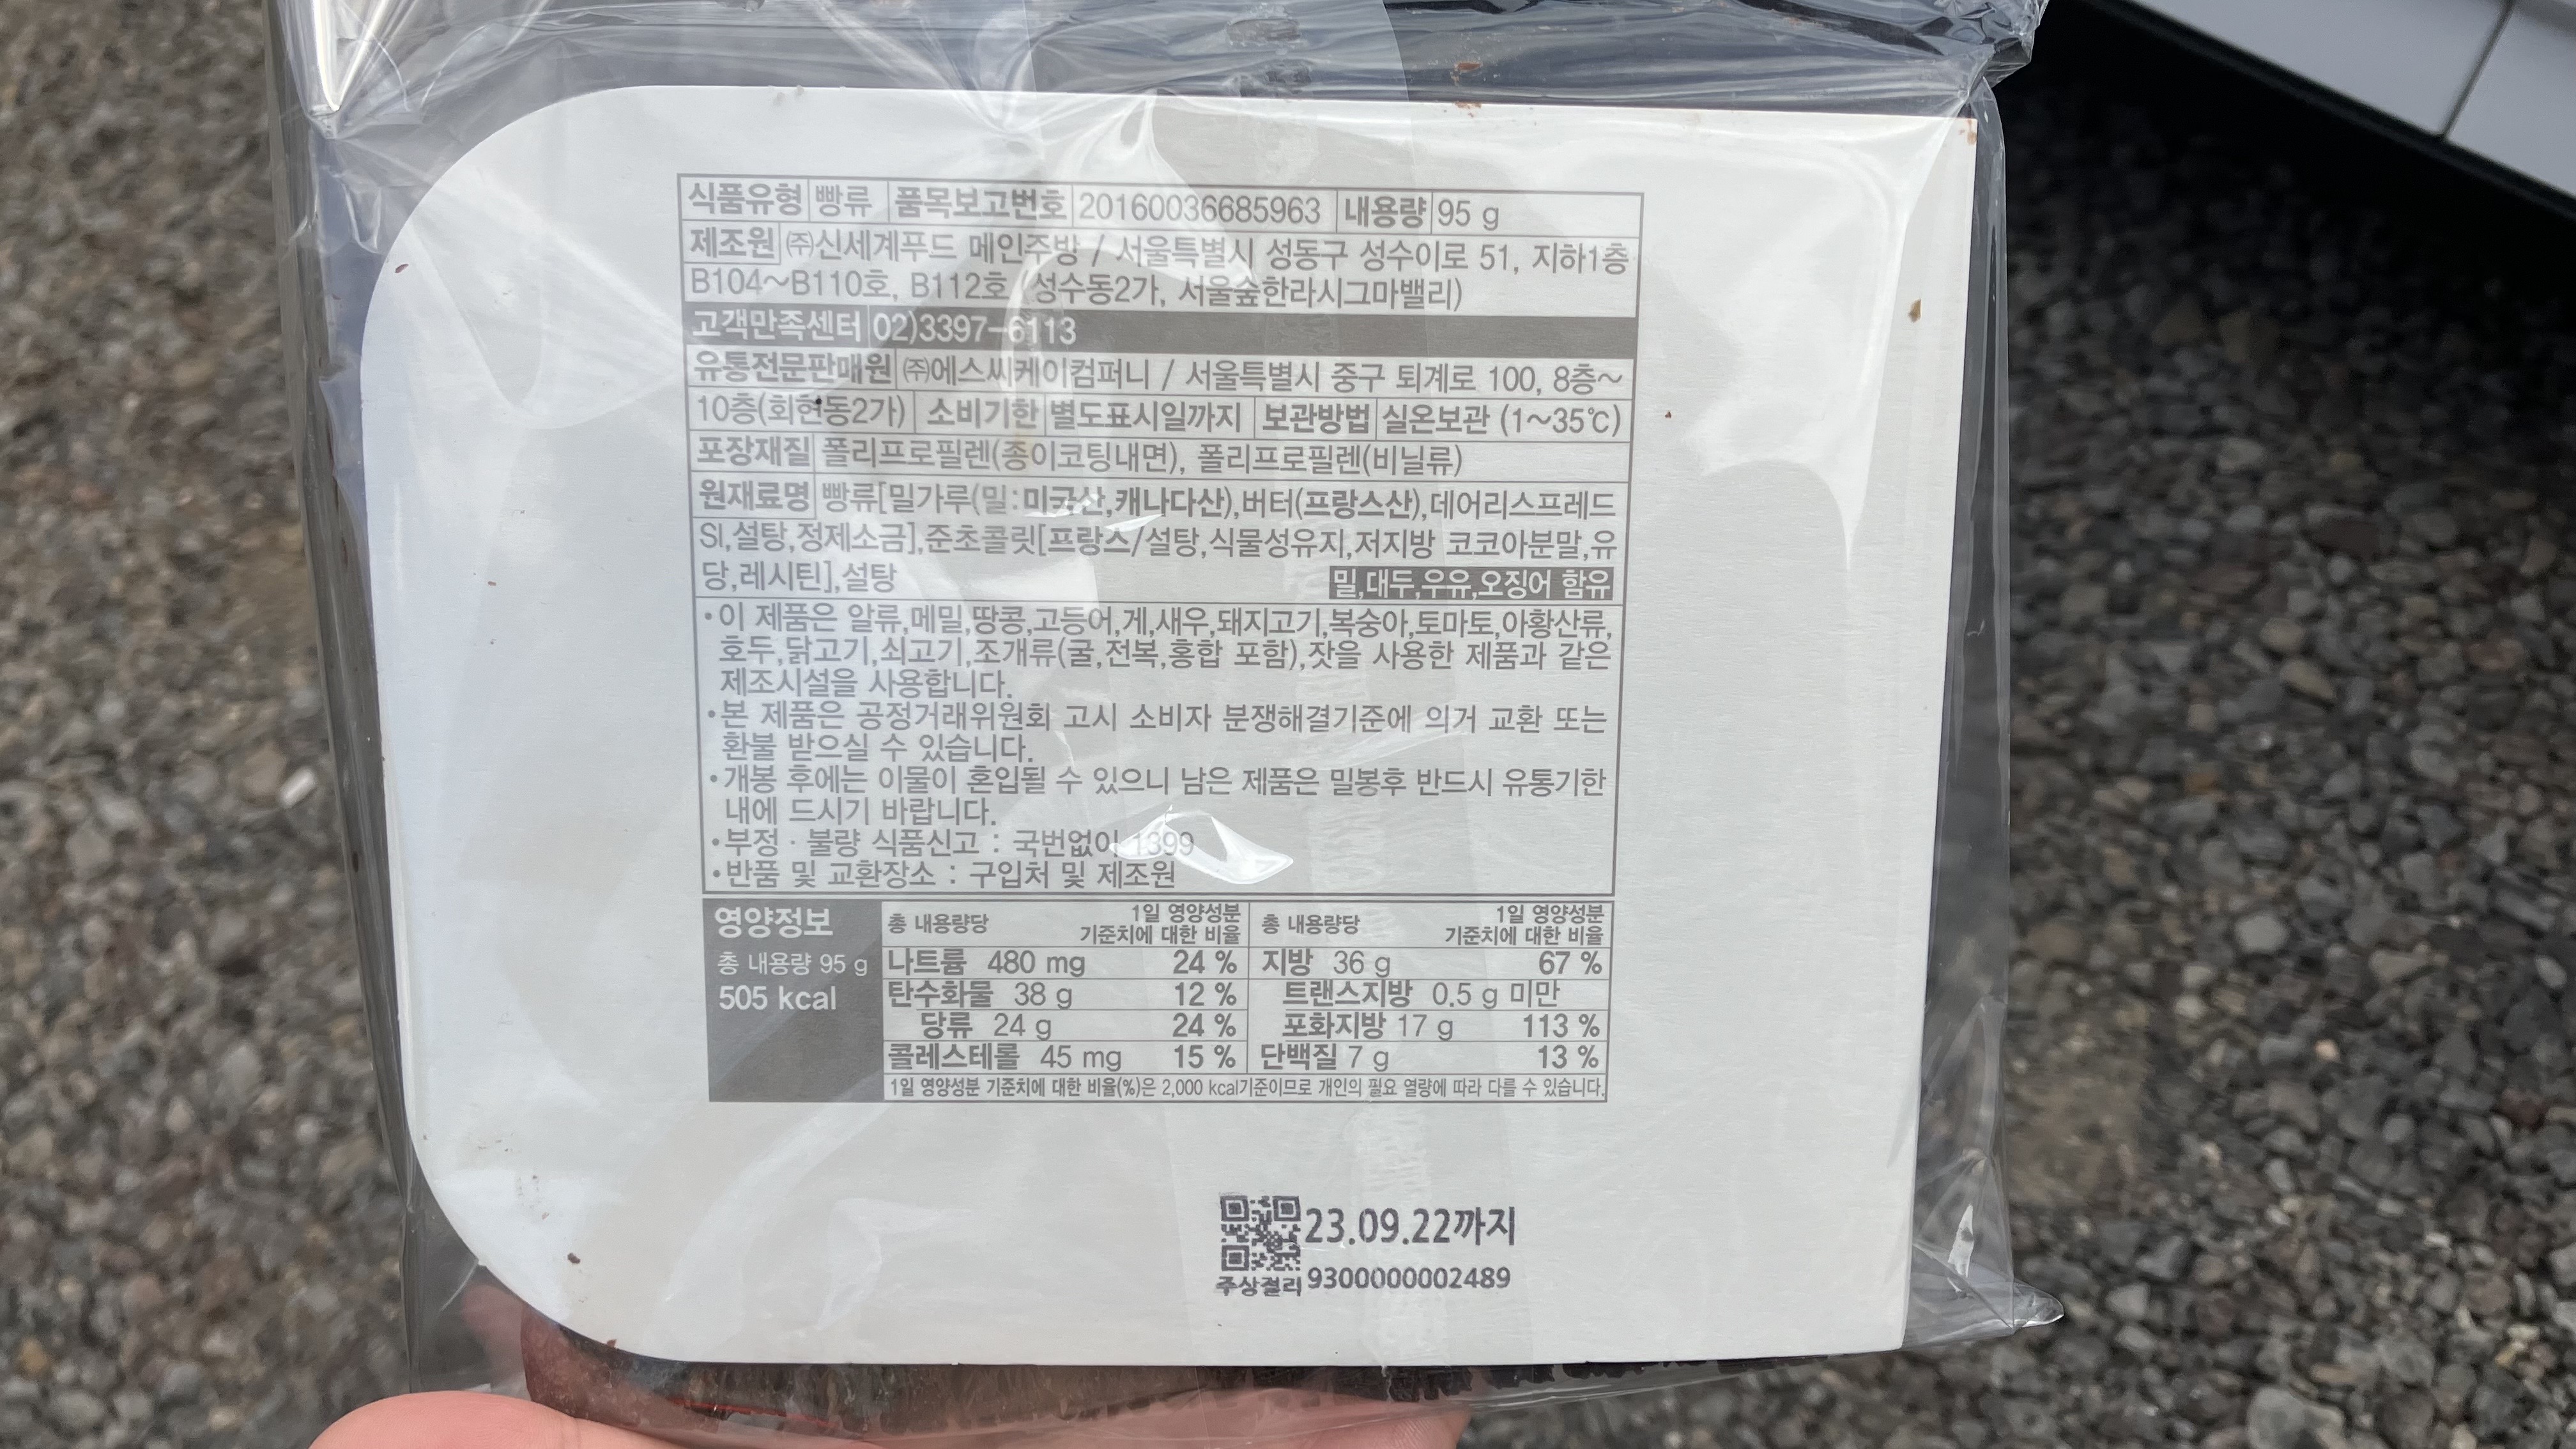 식품유형 빵류 품목보고번호 20160036685963 내용량 95 g
제조원 ㈜신세계푸드 메인주방 / 서울특별시 성동구 성수이로 51, 지하1층
B104~B110호, B112호 (성수동2가, 서울숲한라시그마밸리)
고객만족센터 02)3397-6113
유통전문판매원 ㈜에스씨케이컴퍼니 / 서울특별시 중구 퇴계로 100, 8층~
10층(회현동2가) 소비기한 별도표시일까지 보관방법 실온보관 (1~35℃)
포장재질 폴리프로필렌(종이코팅내면), 폴리프로필렌(비닐류)
원재료명 빵류[밀가루(밀:미국산,캐나다산),버터(프랑스산),데어리스프레드
SI,설탕,정제소금],준초콜릿[프랑스/설탕,식물성유지,저지방 코코아분말,유
당,레시틴],설탕 밀,대두,우유,오징어 함유
•이 제품은 알류,메밀,땅콩,고등어,게,새우,돼지고기,복숭아,토마토,아황산류,
호두,닭고기,쇠고기,조개류(굴,전복,홍합 포함),잣을 사용한 제품과 같은
제조시설을 사용합니다.
•본 제품은 공정거래위원회 고시 소비자 분쟁해결기준에 의거 교환 또는
환불 받으실 수 있습니다.
•개봉 후에는 이물이 혼입될 수 있으니 남은 제품은 밀봉후 반드시 유통기한
내에 드시기 바랍니다.
•부정 · 불량 식품신고 : 국번없이 1399
•반품 및 교환장소 : 구입처 및 제조원
영양정보
총 내용량 95 g
505 kcal
총 내용량당 1일 영양성분 기준치에 대한 비율 총 내용량당 1일 영양성분 기준치에 대한 비율
나트륨 480 mg 24 % 지방 36 g 67 %
탄수화물 38 g 12 % 트랜스지방 0.5 g 미만
당류 24 g 24 % 포화지방 17 g 113 %
콜레스테롤 45 mg 15 % 단백질 7 g 13 %
1일 영양성분 기준치에 대한 비율(%)은 2,000 kcal기준이므로 개인의 필요 열량에 따라 다를 수 있습니다.
23.09.22까지
주상절리 9300000002489